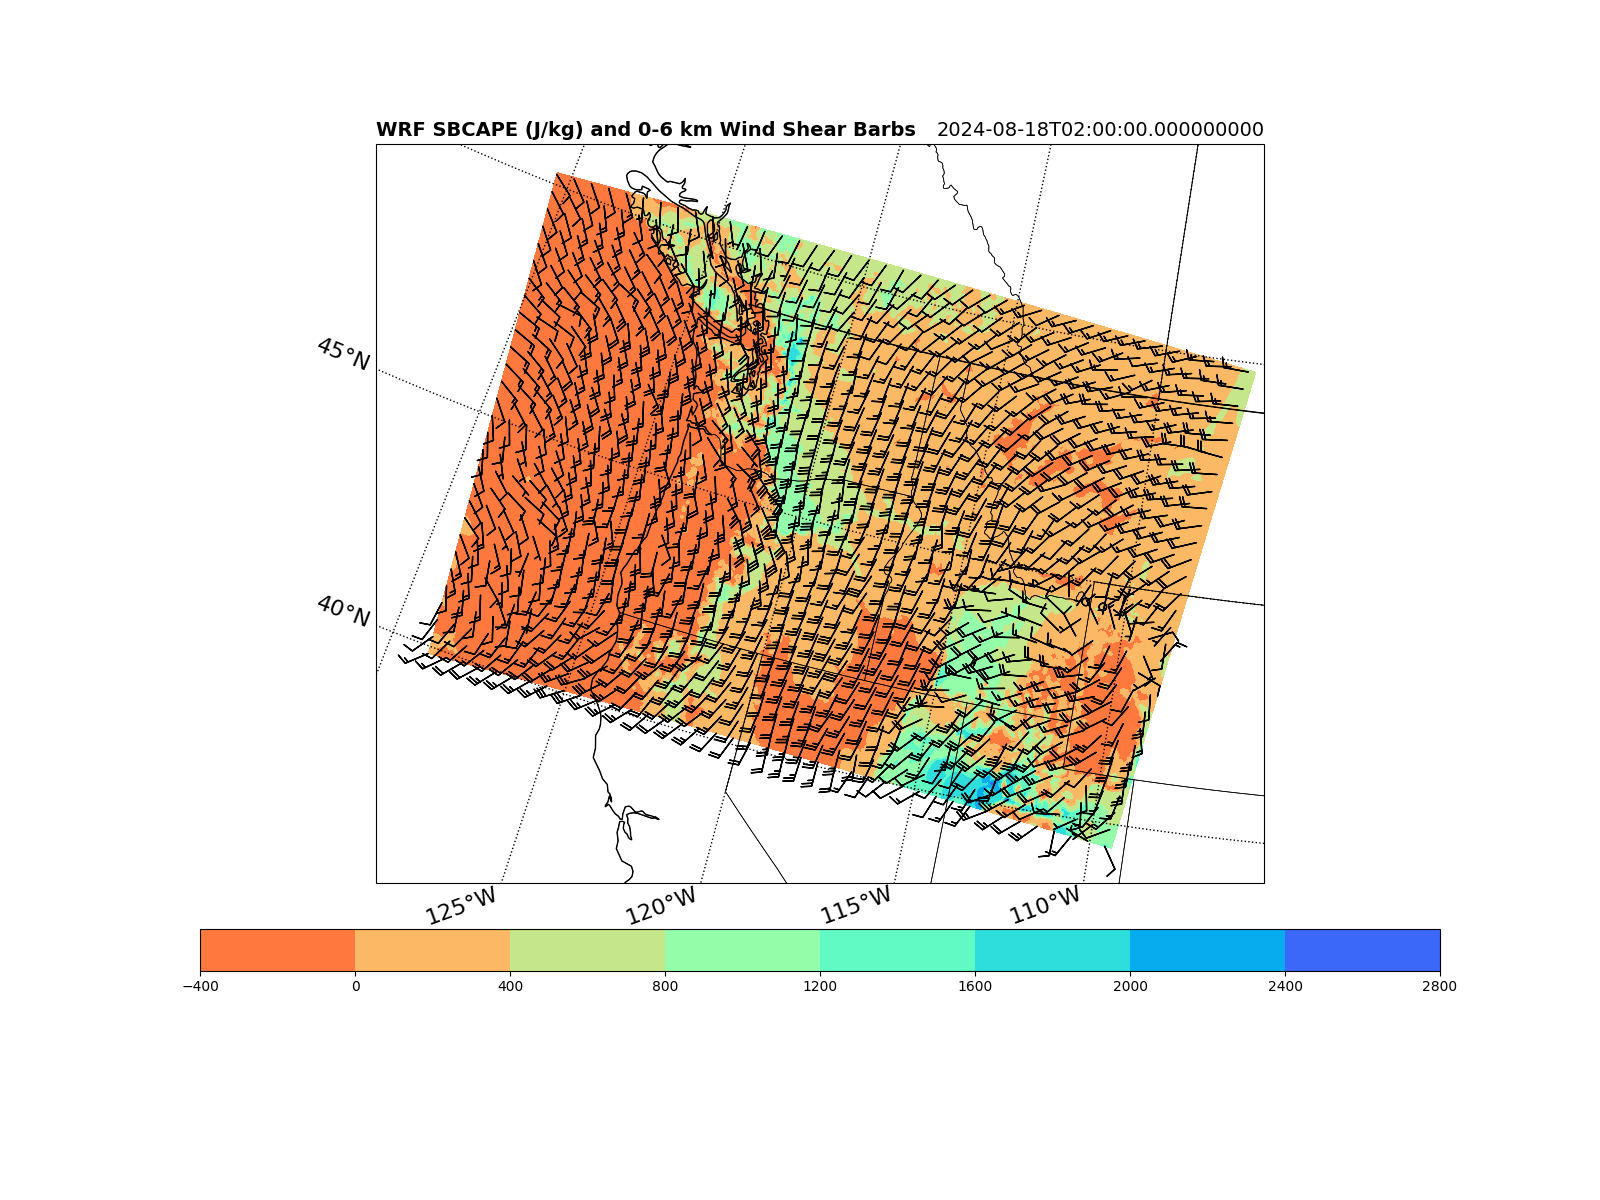 WRF SBCAPE (J/kg) and 0-6 km Wind Shear Barbs 2024-08-18T02:00:00.000000000
45°N
40°N
125°W 120°W 115°W 110°W
−400 0 400 800 1200 1600 2000 2400 2800